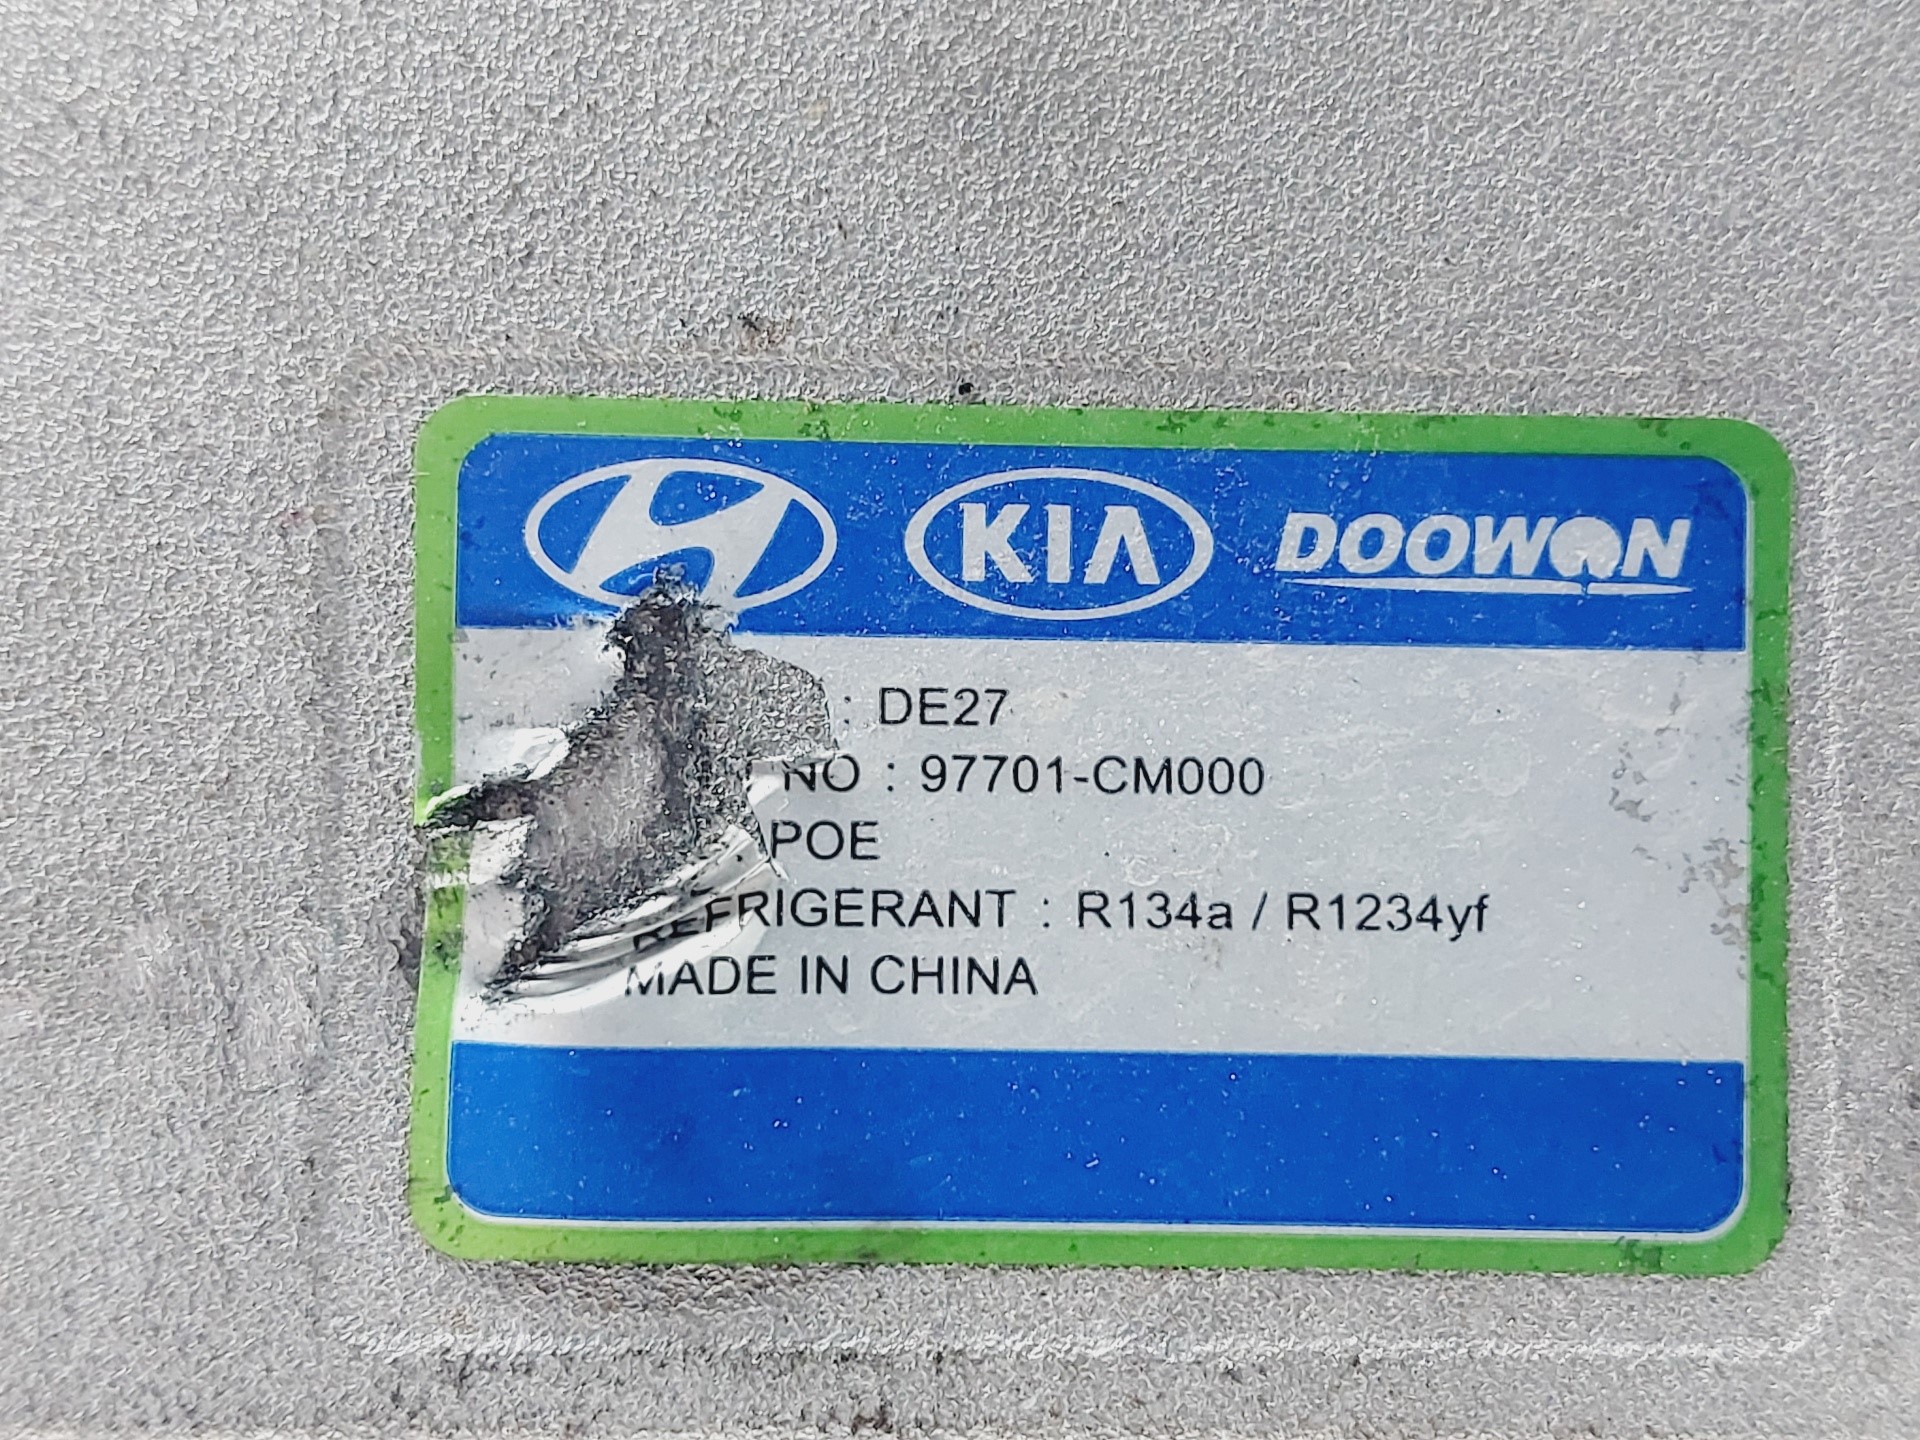 KIA DOOWON
: DE27
NO : 97701-CM000
POE
REFRIGERANT : R134a / R1234yf
MADE IN CHINA